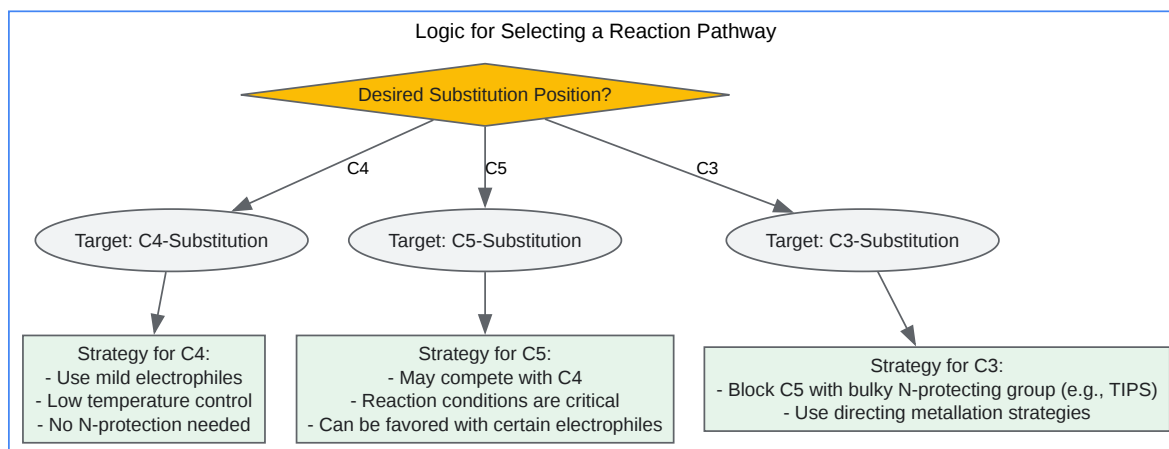 Logic for Selecting a Reaction Pathway
Desired Substitution Position?
C4
C5
C3
Target: C4-Substitution
Target: C5-Substitution
Target: C3-Substitution
Strategy for C4:
- Use mild electrophiles
- Low temperature control
- No N-protection needed
Strategy for C5:
- May compete with C4
- Reaction conditions are critical
- Can be favored with certain electrophiles
Strategy for C3:
- Block C5 with bulky N-protecting group (e.g., TIPS)
- Use directing metallation strategies